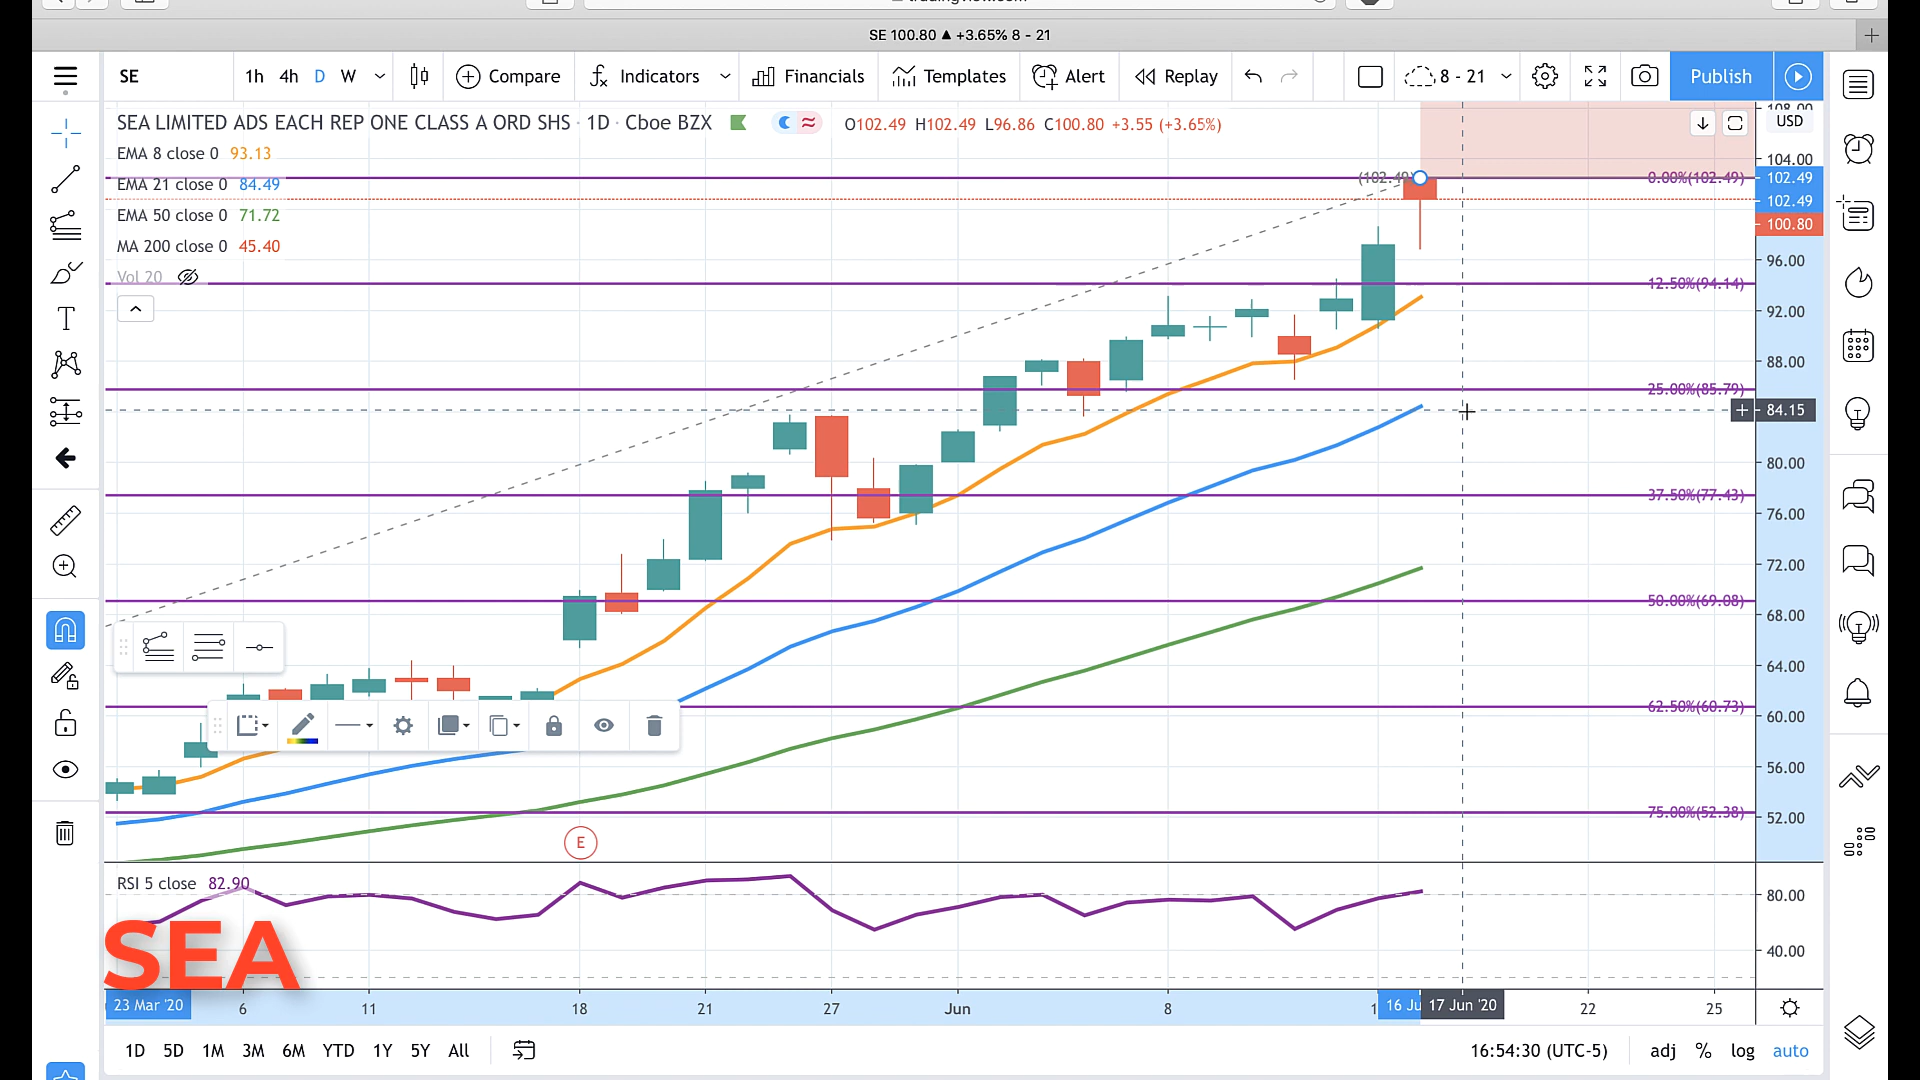 SE 100.80 ▲ +3.65% 8 - 21
SE 1h 4h D W Compare Indicators Financials Templates Alert Replay 8 - 21 Publish
SEA LIMITED ADS EACH REP ONE CLASS A ORD SHS · 1D · Cboe BZX O102.49 H102.49 L96.86 C100.80 +3.55 (+3.65%)
EMA 8 close 0 93.13
EMA 21 close 0 84.49
EMA 50 close 0 71.72
MA 200 close 0 45.40
Vol 20
(102.49)
0.00%(102.49)
12.50%(94.14)
25.00%(85.79)
37.50%(77.43)
50.00%(69.08)
62.50%(60.73)
75.00%(52.38)
108.00
USD
104.00
102.49
102.49
100.80
96.00
92.00
88.00
84.15
80.00
76.00
72.00
68.00
64.00
60.00
56.00
52.00
E
RSI 5 close 82.90
80.00
40.00
SEA
23 Mar '20 6 11 18 21 27 Jun 8 16 Ju 17 Jun '20 22 25
1D 5D 1M 3M 6M YTD 1Y 5Y All 16:54:30 (UTC-5) adj % log auto